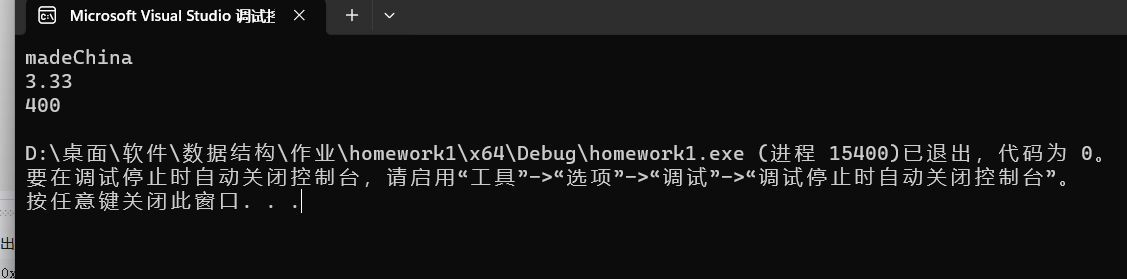 Microsoft Visual Studio 调试
madeChina
3.33
400
D:\桌面\软件\数据结构\作业\homework1\x64\Debug\homework1.exe (进程 15400)已退出，代码为 0。
要在调试停止时自动关闭控制台，请启用“工具”->“选项”->“调试”->“调试停止时自动关闭控制台”。
按任意键关闭此窗口. . .
出
0x